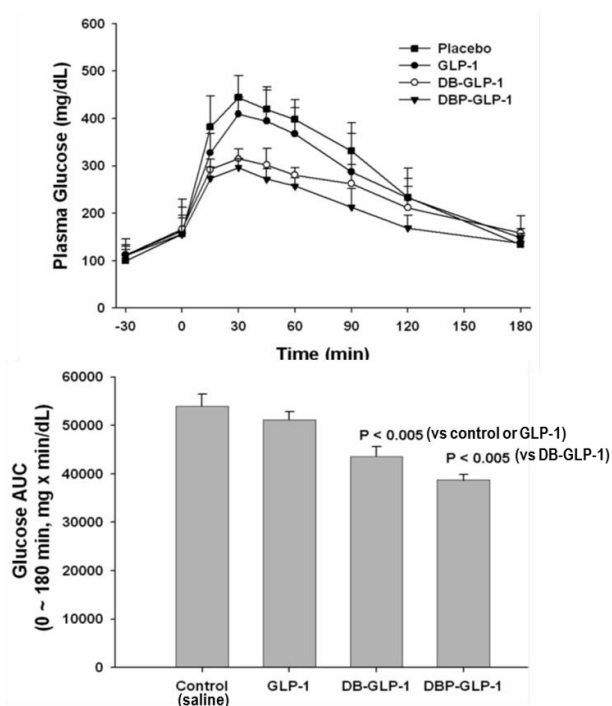 600
500
400
300
200
100
0
Plasma Glucose (mg/dL)
Placebo
GLP-1
DB-GLP-1
DBP-GLP-1
-30 0 30 60 90 120 150 180
Time (min)
60000
50000
40000
30000
20000
10000
0
Glucose AUC
(0 ~ 180 min, mg x min/dL)
P < 0.005 (vs control or GLP-1)
P < 0.005 (vs DB-GLP-1)
Control GLP-1 DB-GLP-1 DBP-GLP-1
(saline)